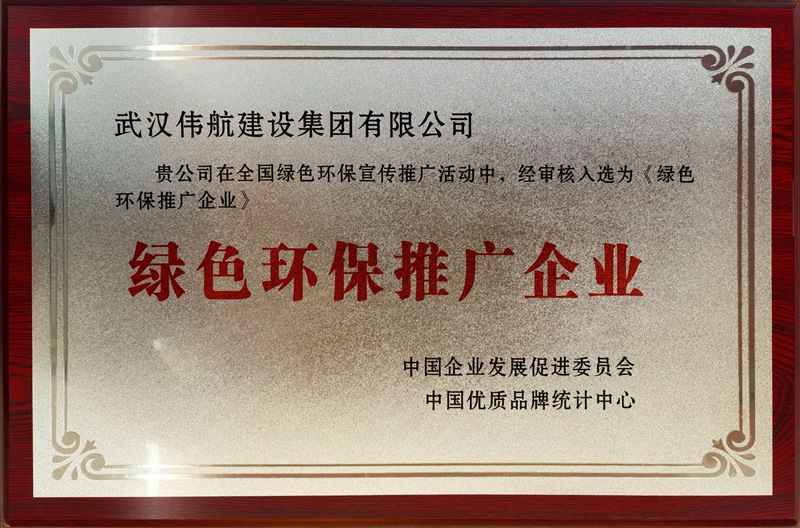 武汉伟航建设集团有限公司
贵公司在全国绿色环保宣传推广活动中，经审核入选为《绿色
环保推广企业》
绿色环保推广企业
中国企业发展促进委员会
中国优质品牌统计中心